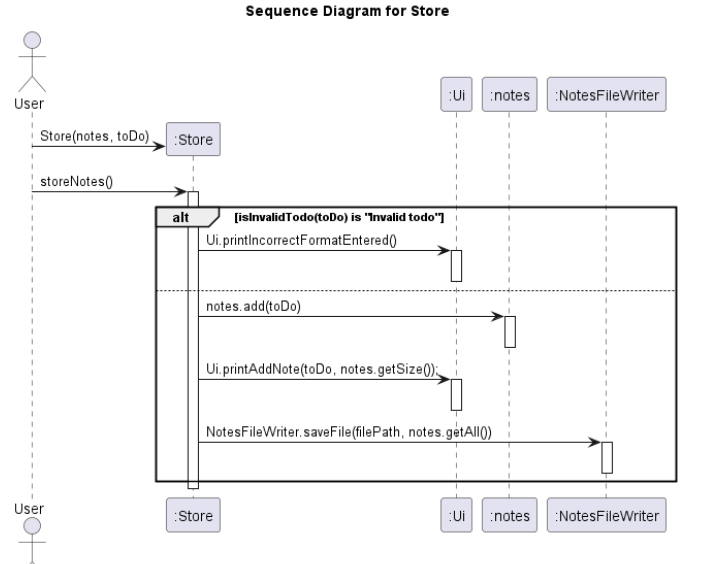 Sequence Diagram for Store
User
:Ui
:notes
:NotesFileWriter
Store(notes, toDo)
:Store
storeNotes()
alt
[isInvalidTodo(toDo) is "Invalid todo"]
Ui.printIncorrectFormatEntered()
notes.add(toDo)
Ui.printAddNote(toDo, notes.getSize());
NotesFileWriter.saveFile(filePath, notes.getAll())
User
:Store
:Ui
:notes
:NotesFileWriter